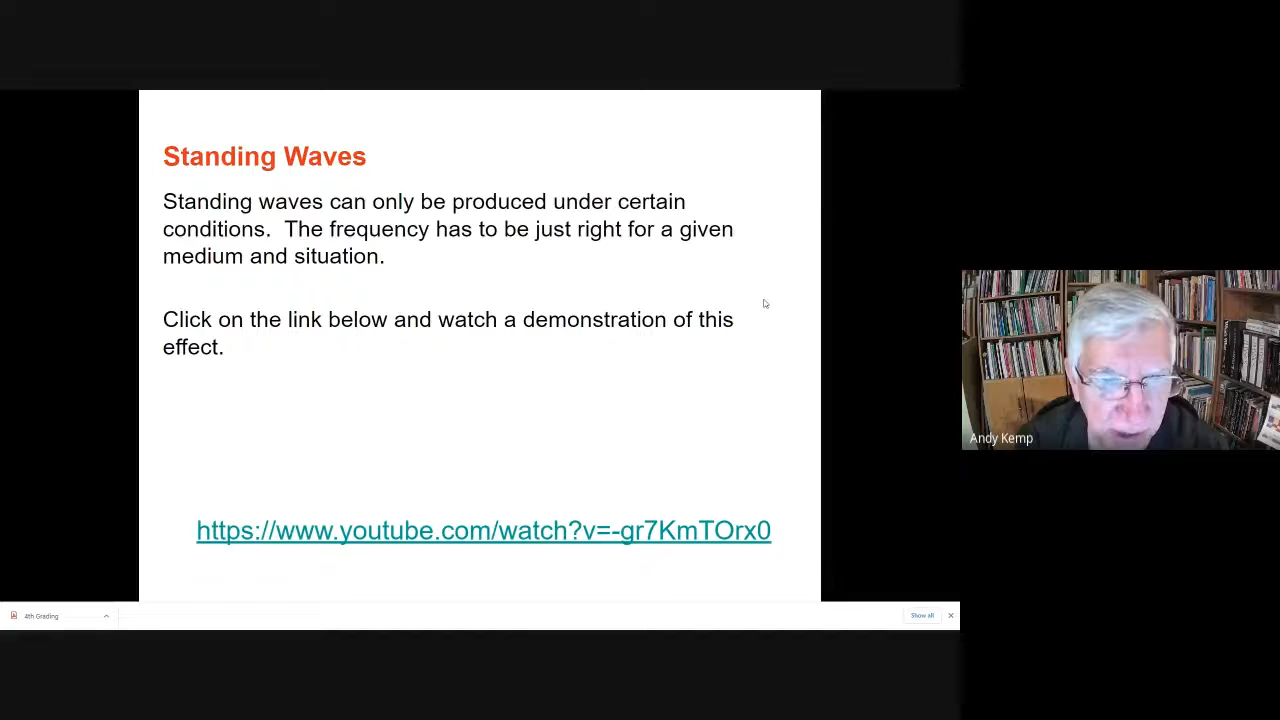 Standing Waves
Standing waves can only be produced under certain
conditions.  The frequency has to be just right for a given
medium and situation.
Click on the link below and watch a demonstration of this
effect.
https://www.youtube.com/watch?v=-gr7KmTOrx0
Andy Kemp
4th Grading
Show all